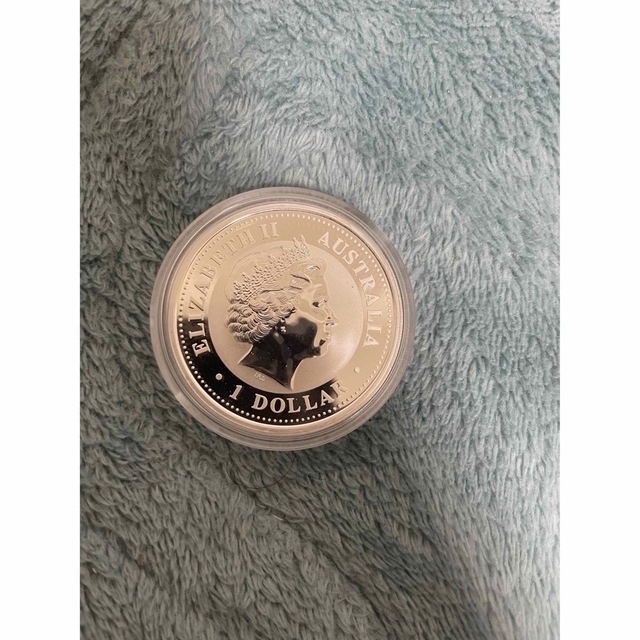 ELIZABETH II
AUSTRALIA
• 1 DOLLAR •